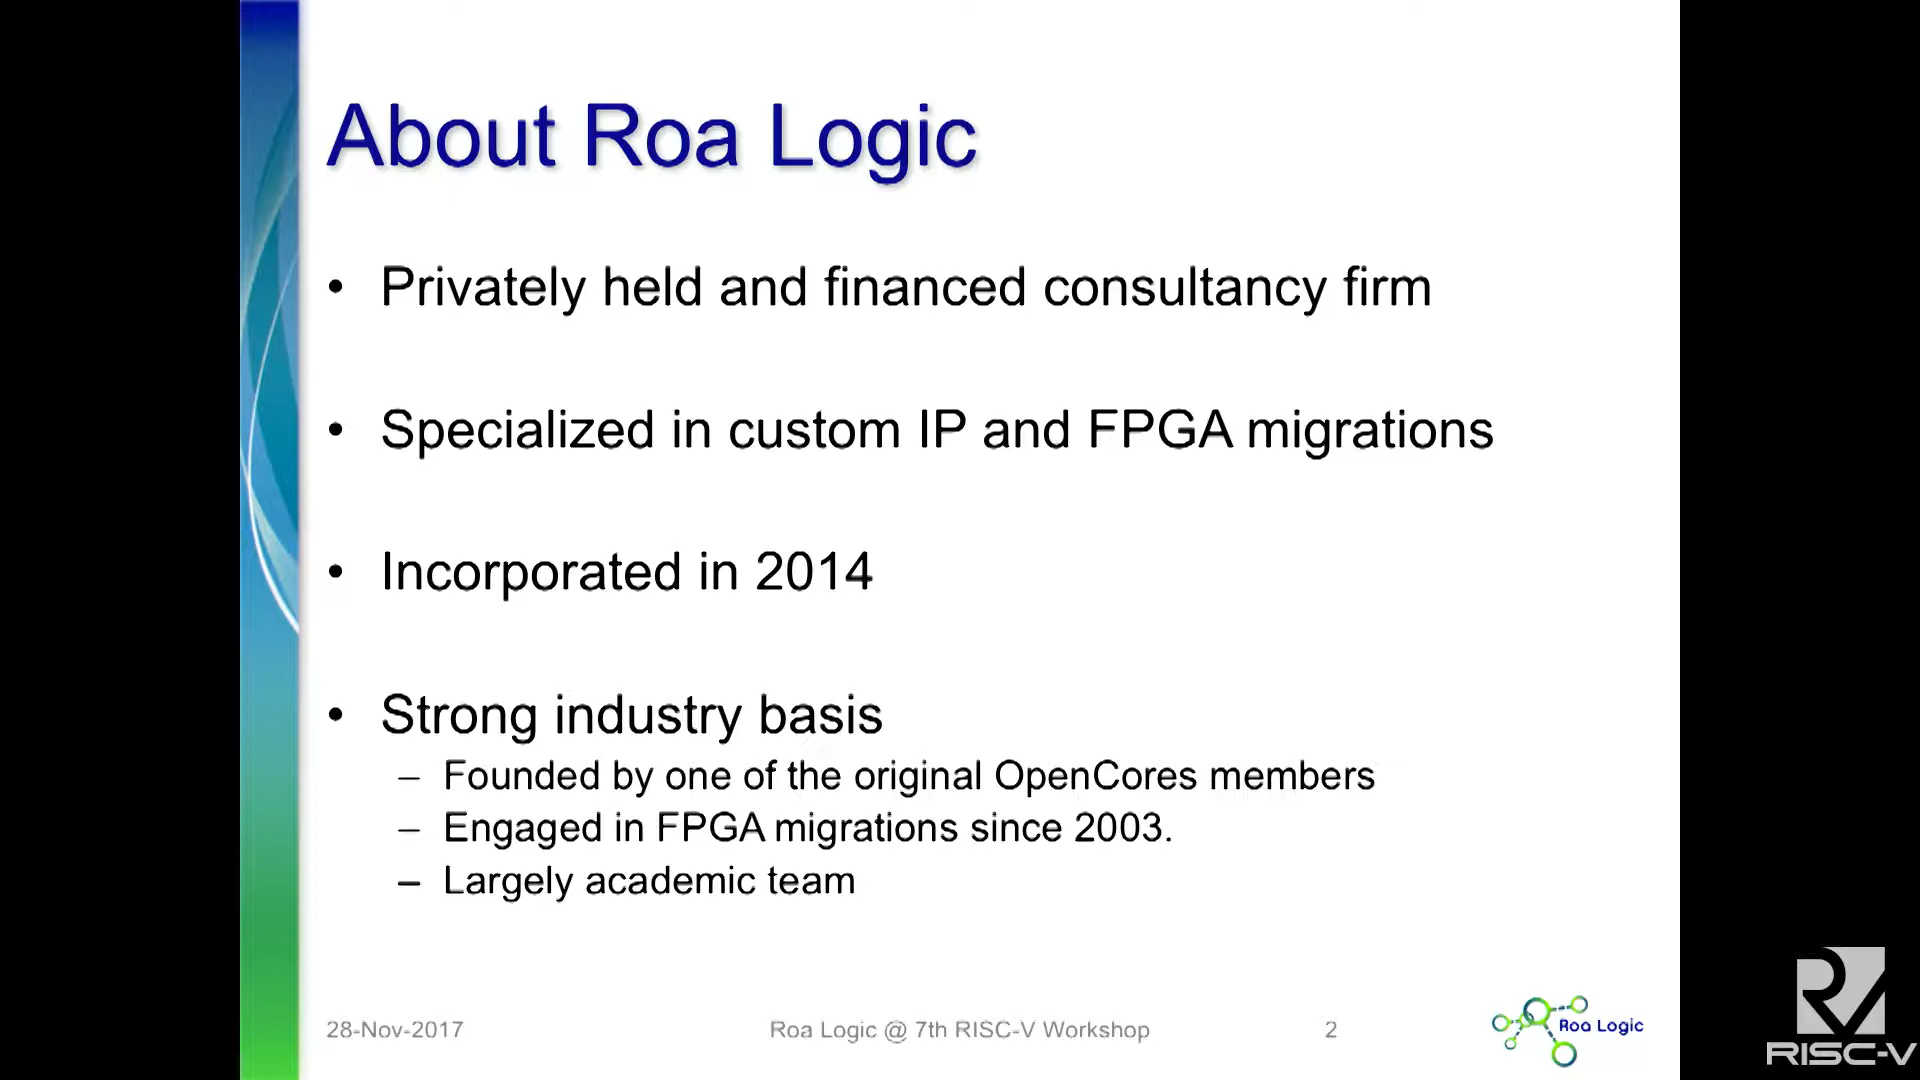 About Roa Logic
• Privately held and financed consultancy firm
• Specialized in custom IP and FPGA migrations
• Incorporated in 2014
• Strong industry basis
– Founded by one of the original OpenCores members
– Engaged in FPGA migrations since 2003.
– Largely academic team
28-Nov-2017
Roa Logic @ 7th RISC-V Workshop
2
Roa Logic
RISC-V